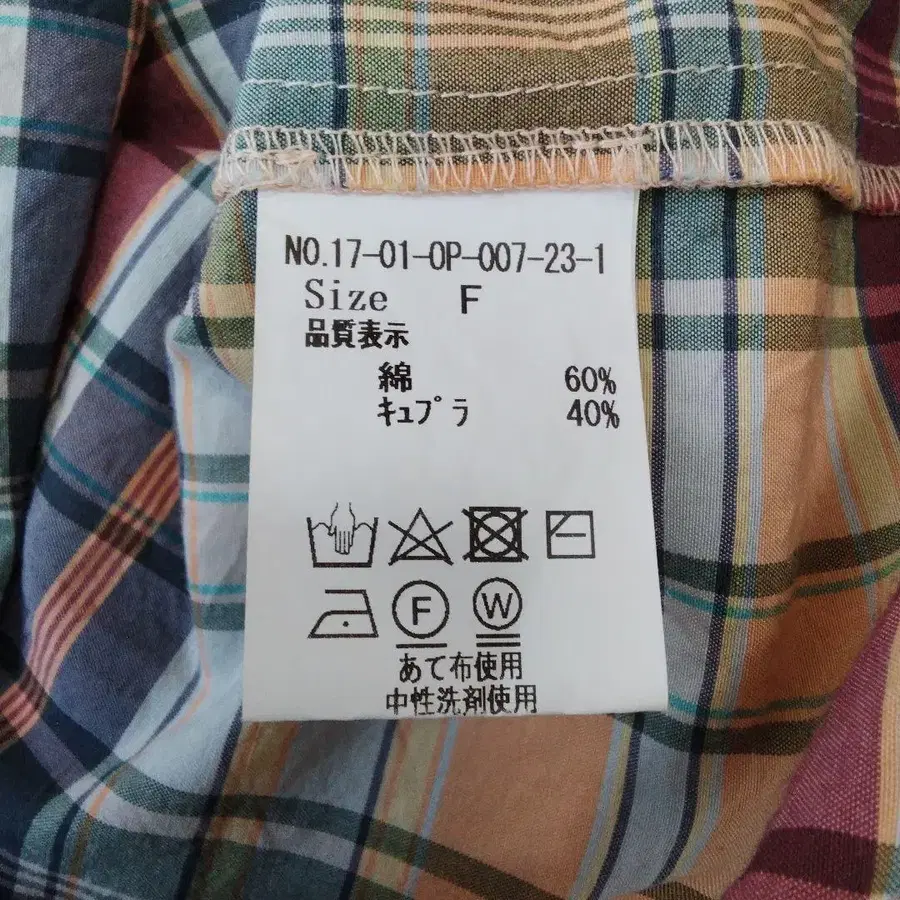 NO.17-01-OP-007-23-1
Size F
品質表示
綿 60%
キュプラ 40%
F W
あて布使用
中性洗剤使用